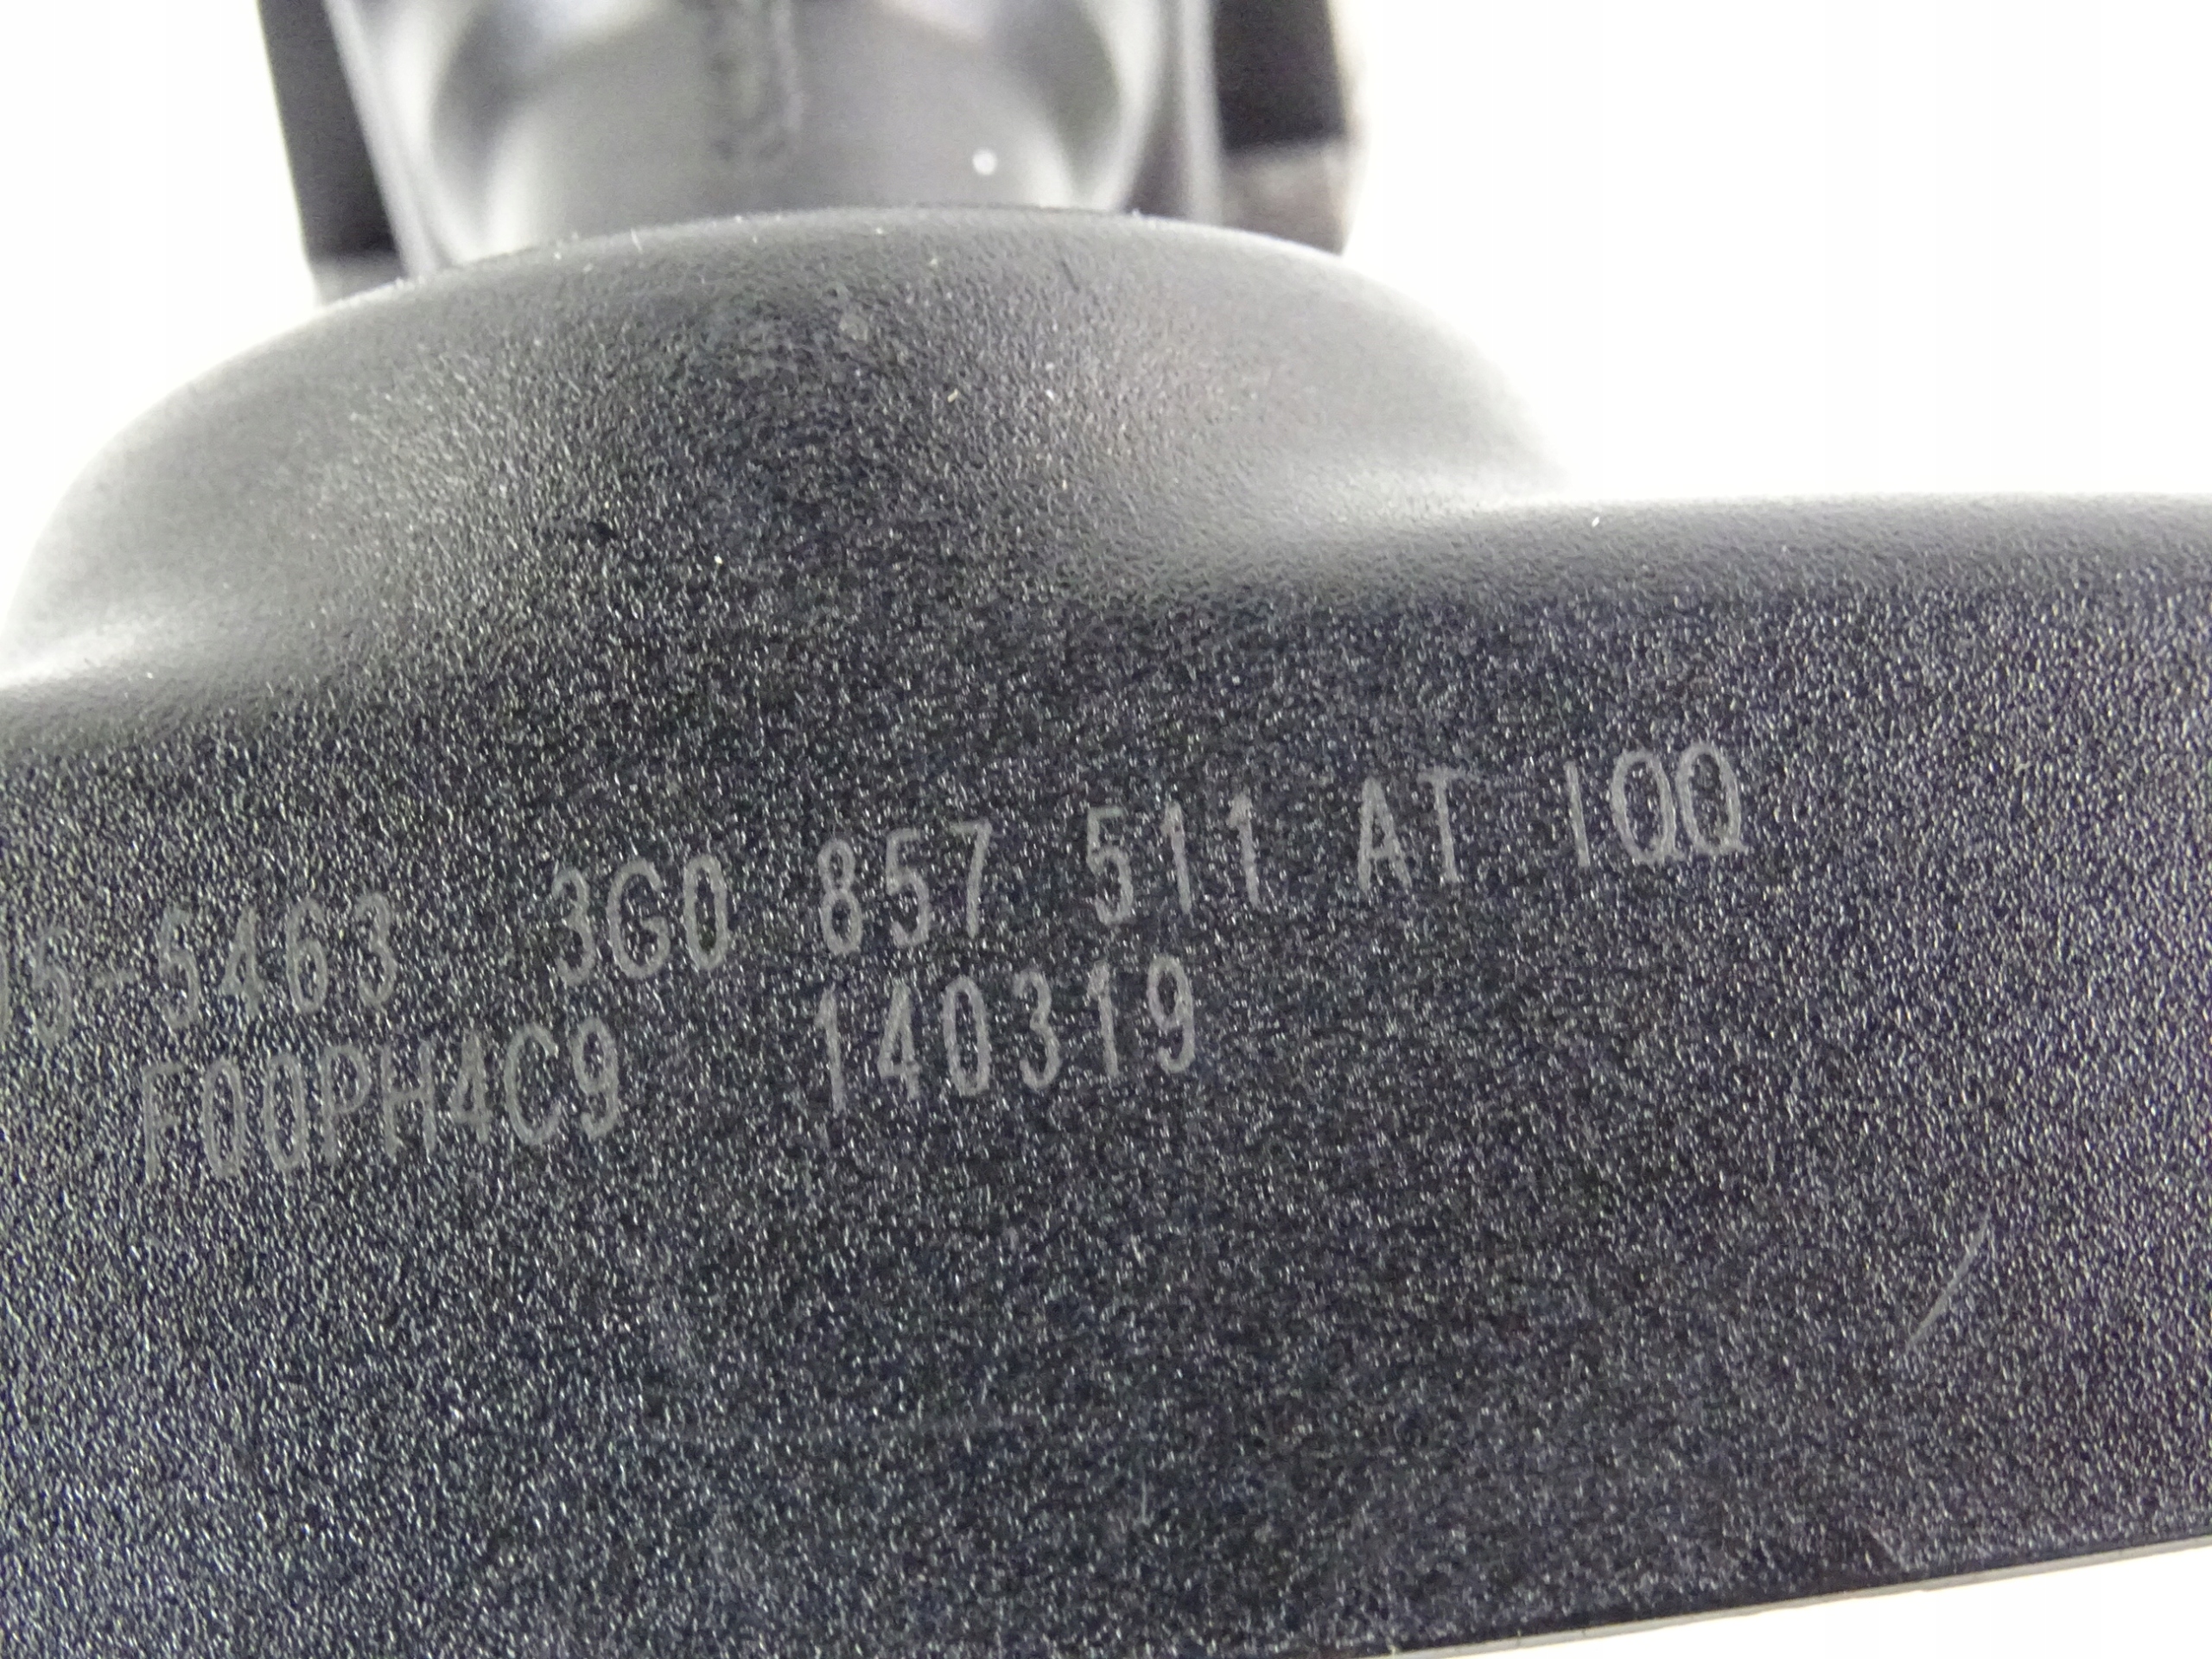 5-5463 3G0 857 511 AT IQQ
F00PH4C9 140319